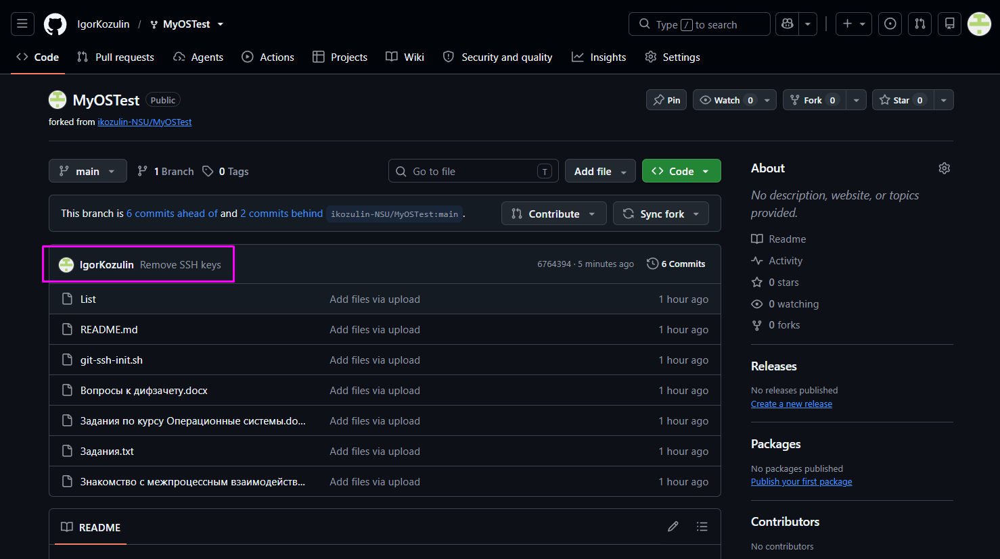 IgorKozulin / MyOSTest
Type / to search
Code Pull requests Agents Actions Projects Wiki Security and quality Insights Settings
MyOSTest Public
Pin Watch 0 Fork 0 Star 0
forked from ikozulin-NSU/MyOSTest
main 1 Branch 0 Tags Go to file T Add file Code
This branch is 6 commits ahead of and 2 commits behind ikozulin-NSU/MyOSTest:main . Contribute Sync fork
IgorKozulin Remove SSH keys 6764394 · 5 minutes ago 6 Commits
List Add files via upload 1 hour ago
README.md Add files via upload 1 hour ago
git-ssh-init.sh Add files via upload 1 hour ago
Вопросы к дифзачету.docx Add files via upload 1 hour ago
Задания по курсу Операционные системы.do... Add files via upload 1 hour ago
Задания.txt Add files via upload 1 hour ago
Знакомство с межпроцессным взаимодейств... Add files via upload 1 hour ago
README
About
No description, website, or topics
provided.
Readme
Activity
0 stars
0 watching
0 forks
Releases
No releases published
Create a new release
Packages
No packages published
Publish your first package
Contributors
No contributors